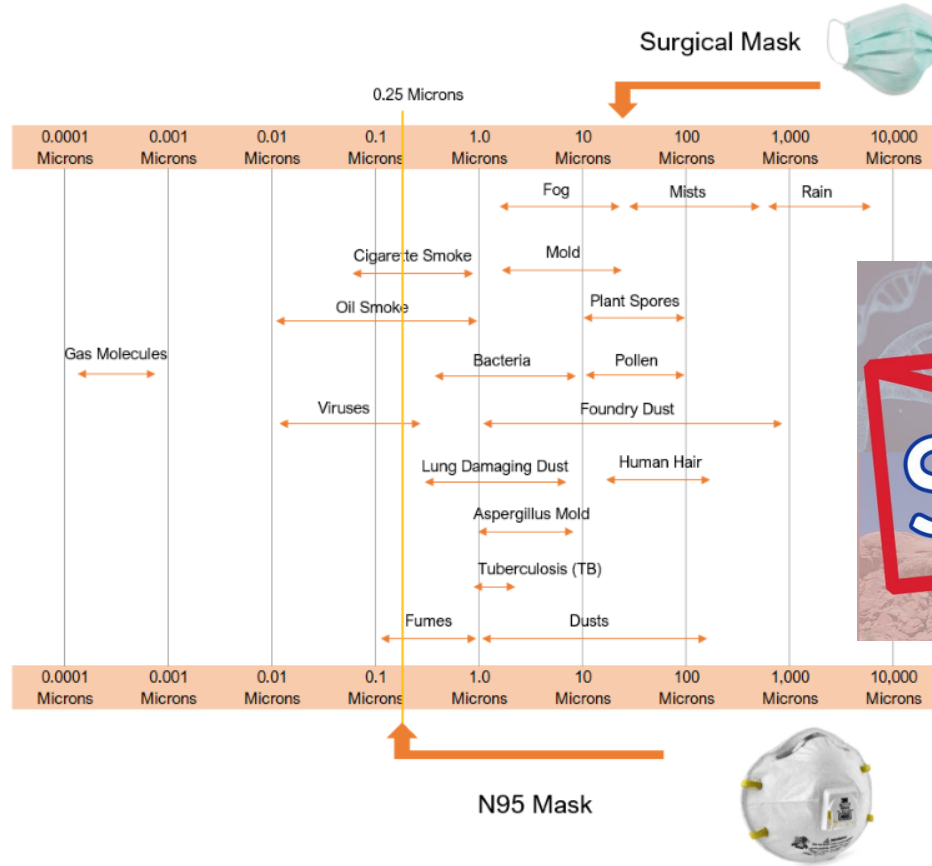 Surgical Mask
0.25 Microns
0.0001 0.001 0.01 0.1 1.0 10 100 1,000 10,000
Microns Microns Microns Microns Microns Microns Microns Microns Microns
Fog Mists Rain
Cigarette Smoke Mold
Oil Smoke Plant Spores
Gas Molecules Bacteria Pollen
Viruses Foundry Dust
Lung Damaging Dust Human Hair
Aspergillus Mold
Tuberculosis (TB)
Fumes Dusts
0.0001 0.001 0.01 0.1 1.0 10 100 1,000 10,000
Microns Microns Microns Microns Microns Microns Microns Microns Microns
N95 Mask